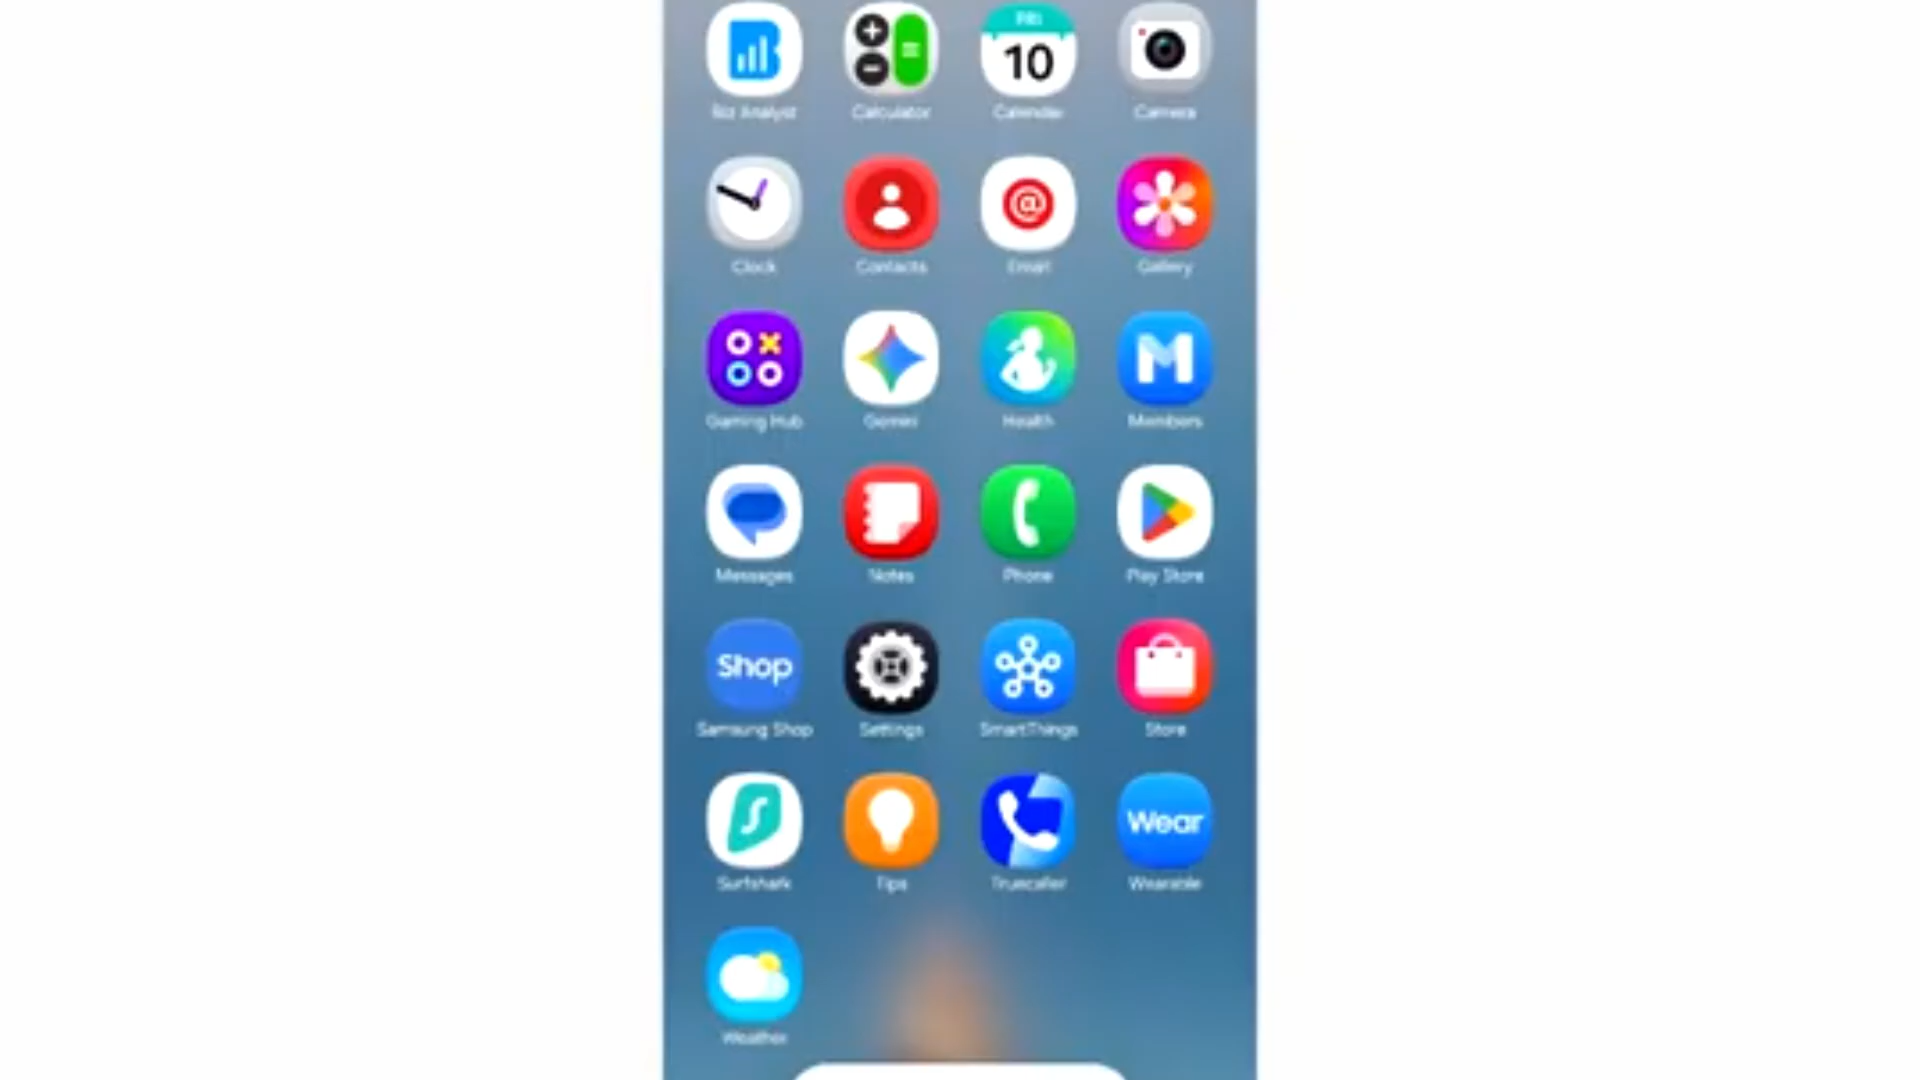 FRI
10
Biz Analyst
Calculator
Calendar
Camera
Clock
Contacts
Email
Gallery
Gaming Hub
Gemini
Health
Members
Messages
Notes
Phone
Play Store
Shop
Samsung Shop
Settings
SmartThings
Store
Wear
Surfshark
Tips
Truecaller
Wearable
Weather